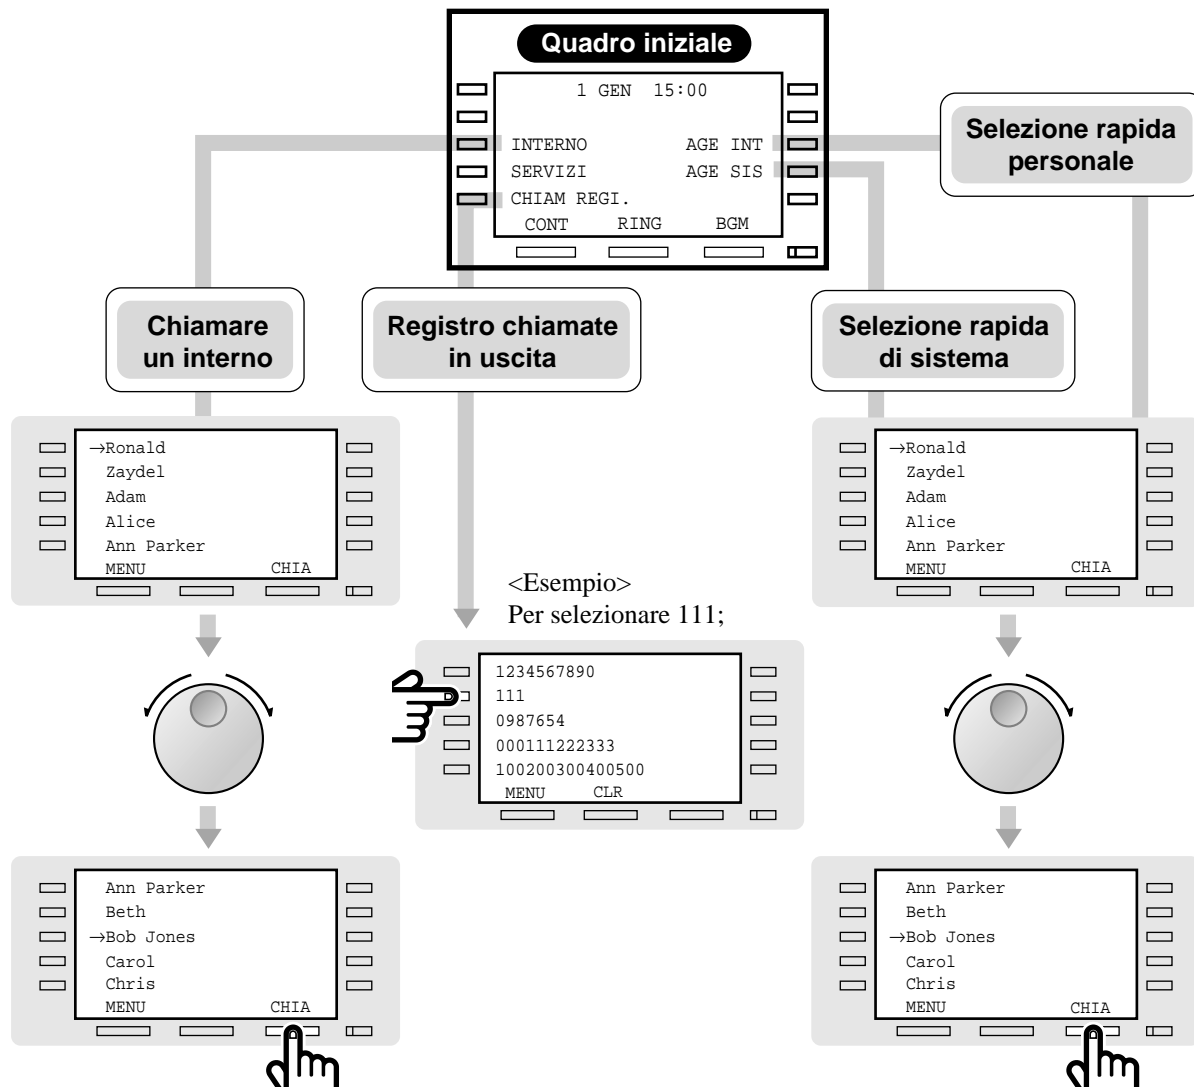 Quadro iniziale
1 GEN 15:00
INTERNO AGE INT
SERVIZI AGE SIS
CHIAM REGI.
CONT RING BGM
Selezione rapida
personale
Chiamare
un interno
Registro chiamate
in uscita
Selezione rapida
di sistema
→Ronald
Zaydel
Adam
Alice
Ann Parker
MENU CHIA
<Esempio>
Per selezionare 111;
1234567890
111
0987654
000111222333
100200300400500
MENU CLR
→Ronald
Zaydel
Adam
Alice
Ann Parker
MENU CHIA
Ann Parker
Beth
→Bob Jones
Carol
Chris
MENU CHIA
Ann Parker
Beth
→Bob Jones
Carol
Chris
MENU CHIA